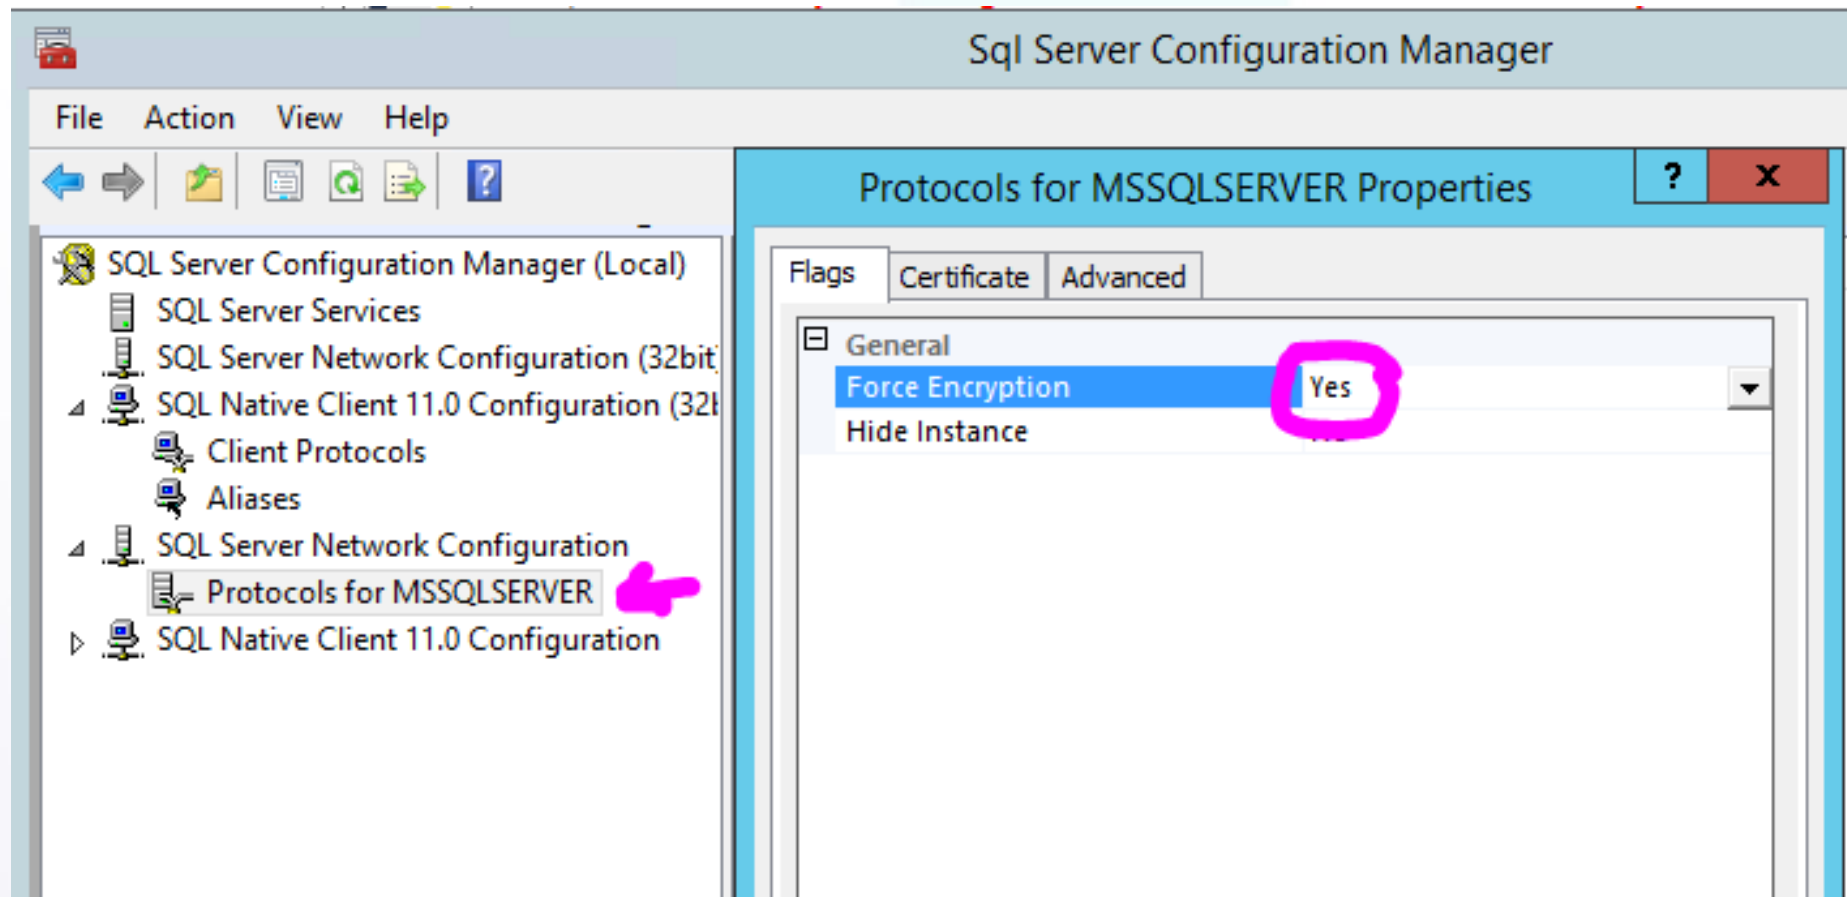 Sql Server Configuration Manager
File Action View Help
Protocols for MSSQLSERVER Properties
? x
SQL Server Configuration Manager (Local)
SQL Server Services
SQL Server Network Configuration (32bit
SQL Native Client 11.0 Configuration (32
Client Protocols
Aliases
SQL Server Network Configuration
Protocols for MSSQLSERVER
SQL Native Client 11.0 Configuration
Flags Certificate Advanced
General
Force Encryption Yes
Hide Instance